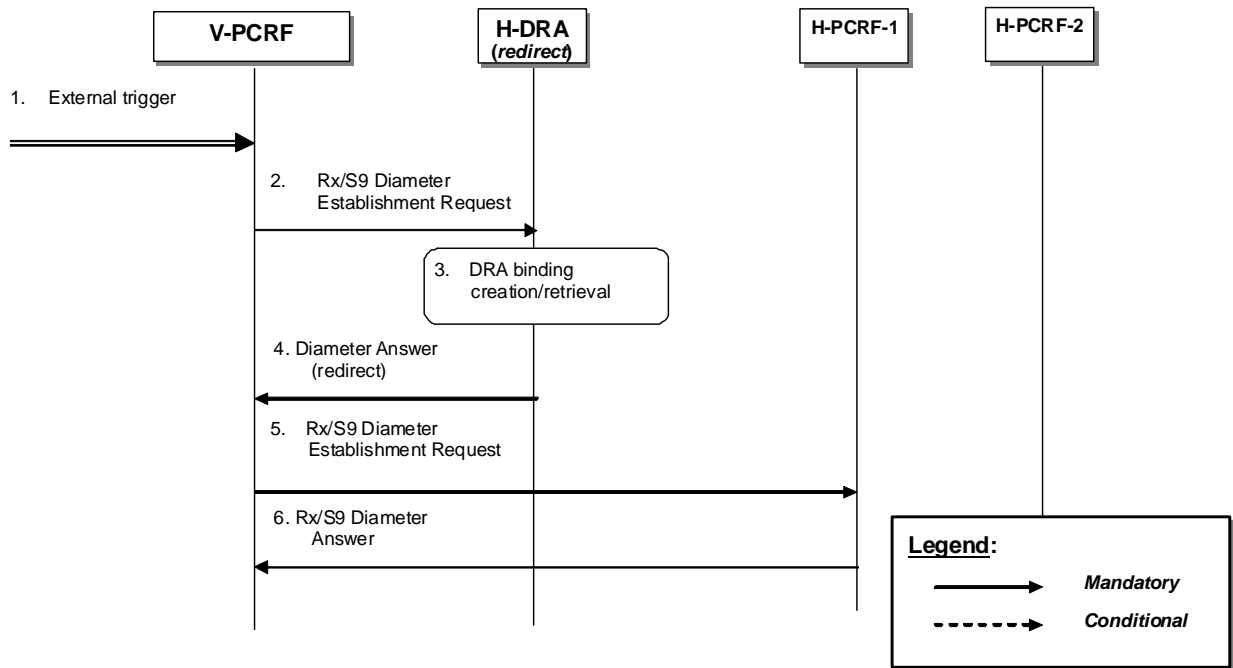 V-PCRF
H-DRA
(redirect)
H-PCRF-1
H-PCRF-2
1. External trigger
2. Rx/S9 Diameter
Establishment Request
3. DRA binding
creation/retrieval
4. Diameter Answer
(redirect)
5. Rx/S9 Diameter
Establishment Request
6. Rx/S9 Diameter
Answer
Legend:
Mandatory
Conditional